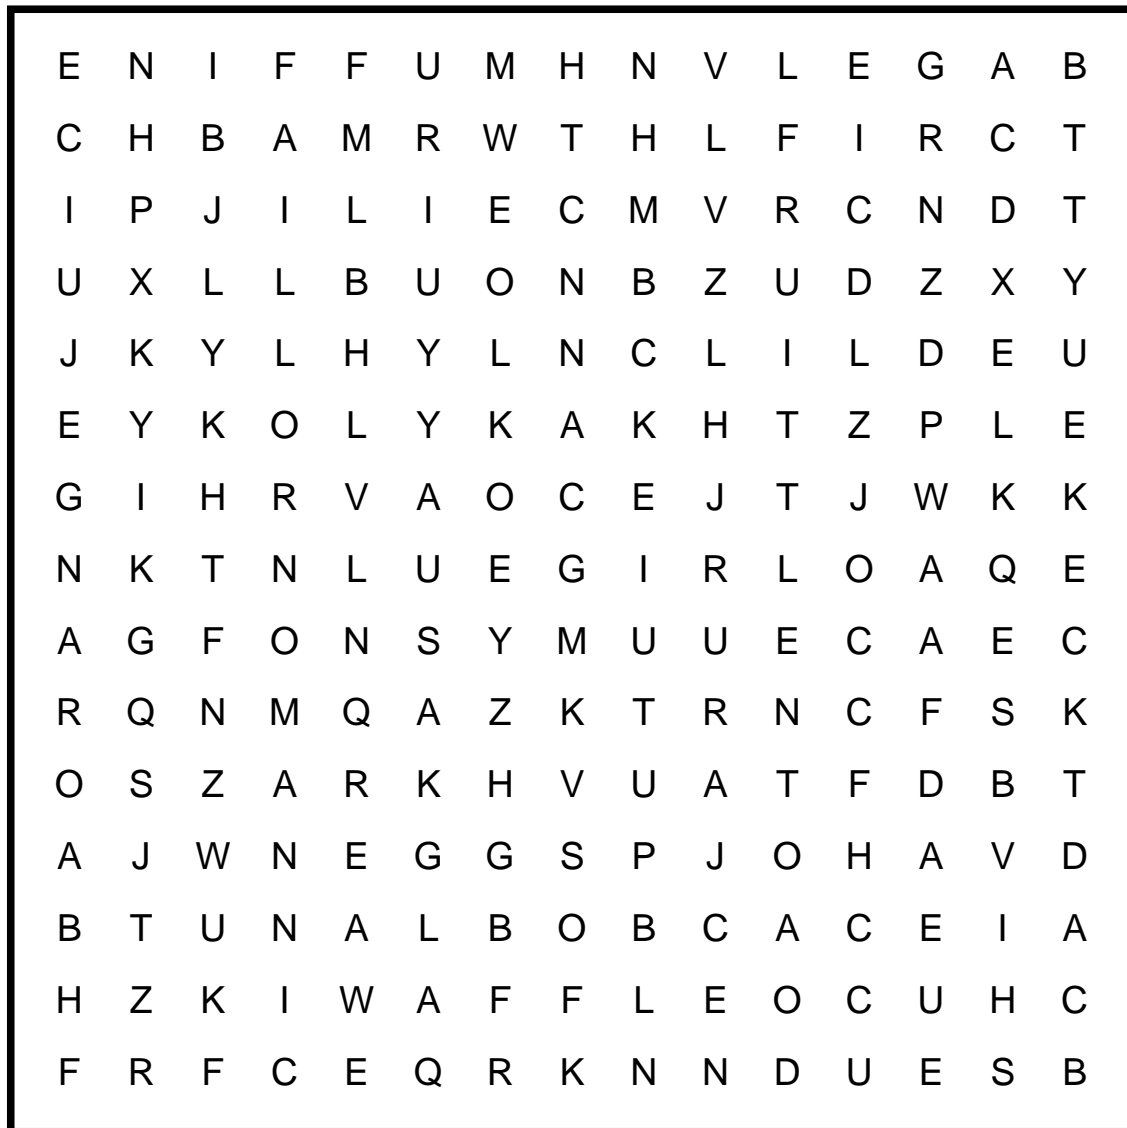 E N I F F U M H N V L E G A B
C H B A M R W T H L F I R C T
I P J I L I E C M V R C N D T
U X L L B U O N B Z U D Z X Y
J K Y L H Y L N C L I L D E U
E Y K O L Y K A K H T Z P L E
G I H R V A O C E J T J W K K
N K T N L U E G I R L O A Q E
A G F O N S Y M U U E C A E C
R Q N M Q A Z K T R N C F S K
O S Z A R K H V U A T F D B T
A J W N E G G S P J O H A V D
B T U N A L B O B C A C E I A
H Z K I W A F F L E O C U H C
F R F C E Q R K N N D U E S B